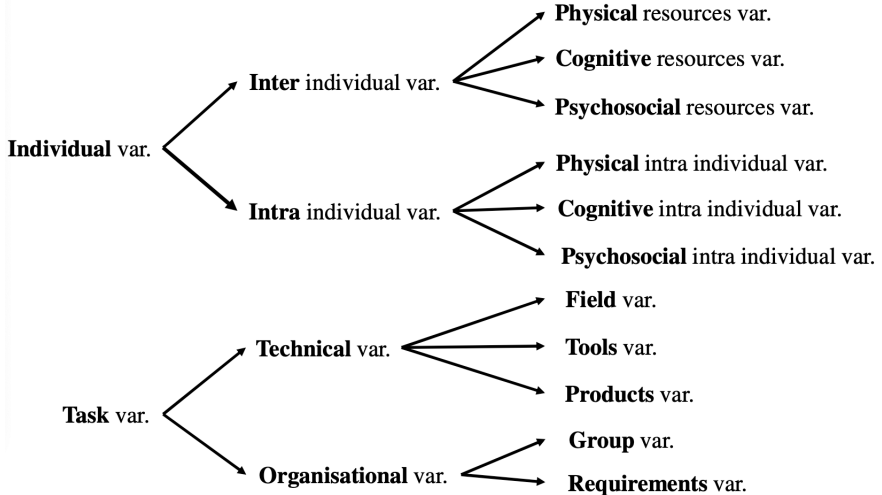 Physical resources var.
Inter individual var.
Cognitive resources var.
Psychosocial resources var.
Individual var.
Physical intra individual var.
Intra individual var.
Cognitive intra individual var.
Psychosocial intra individual var.
Field var.
Technical var.
Tools var.
Products var.
Task var.
Group var.
Organisational var.
Requirements var.